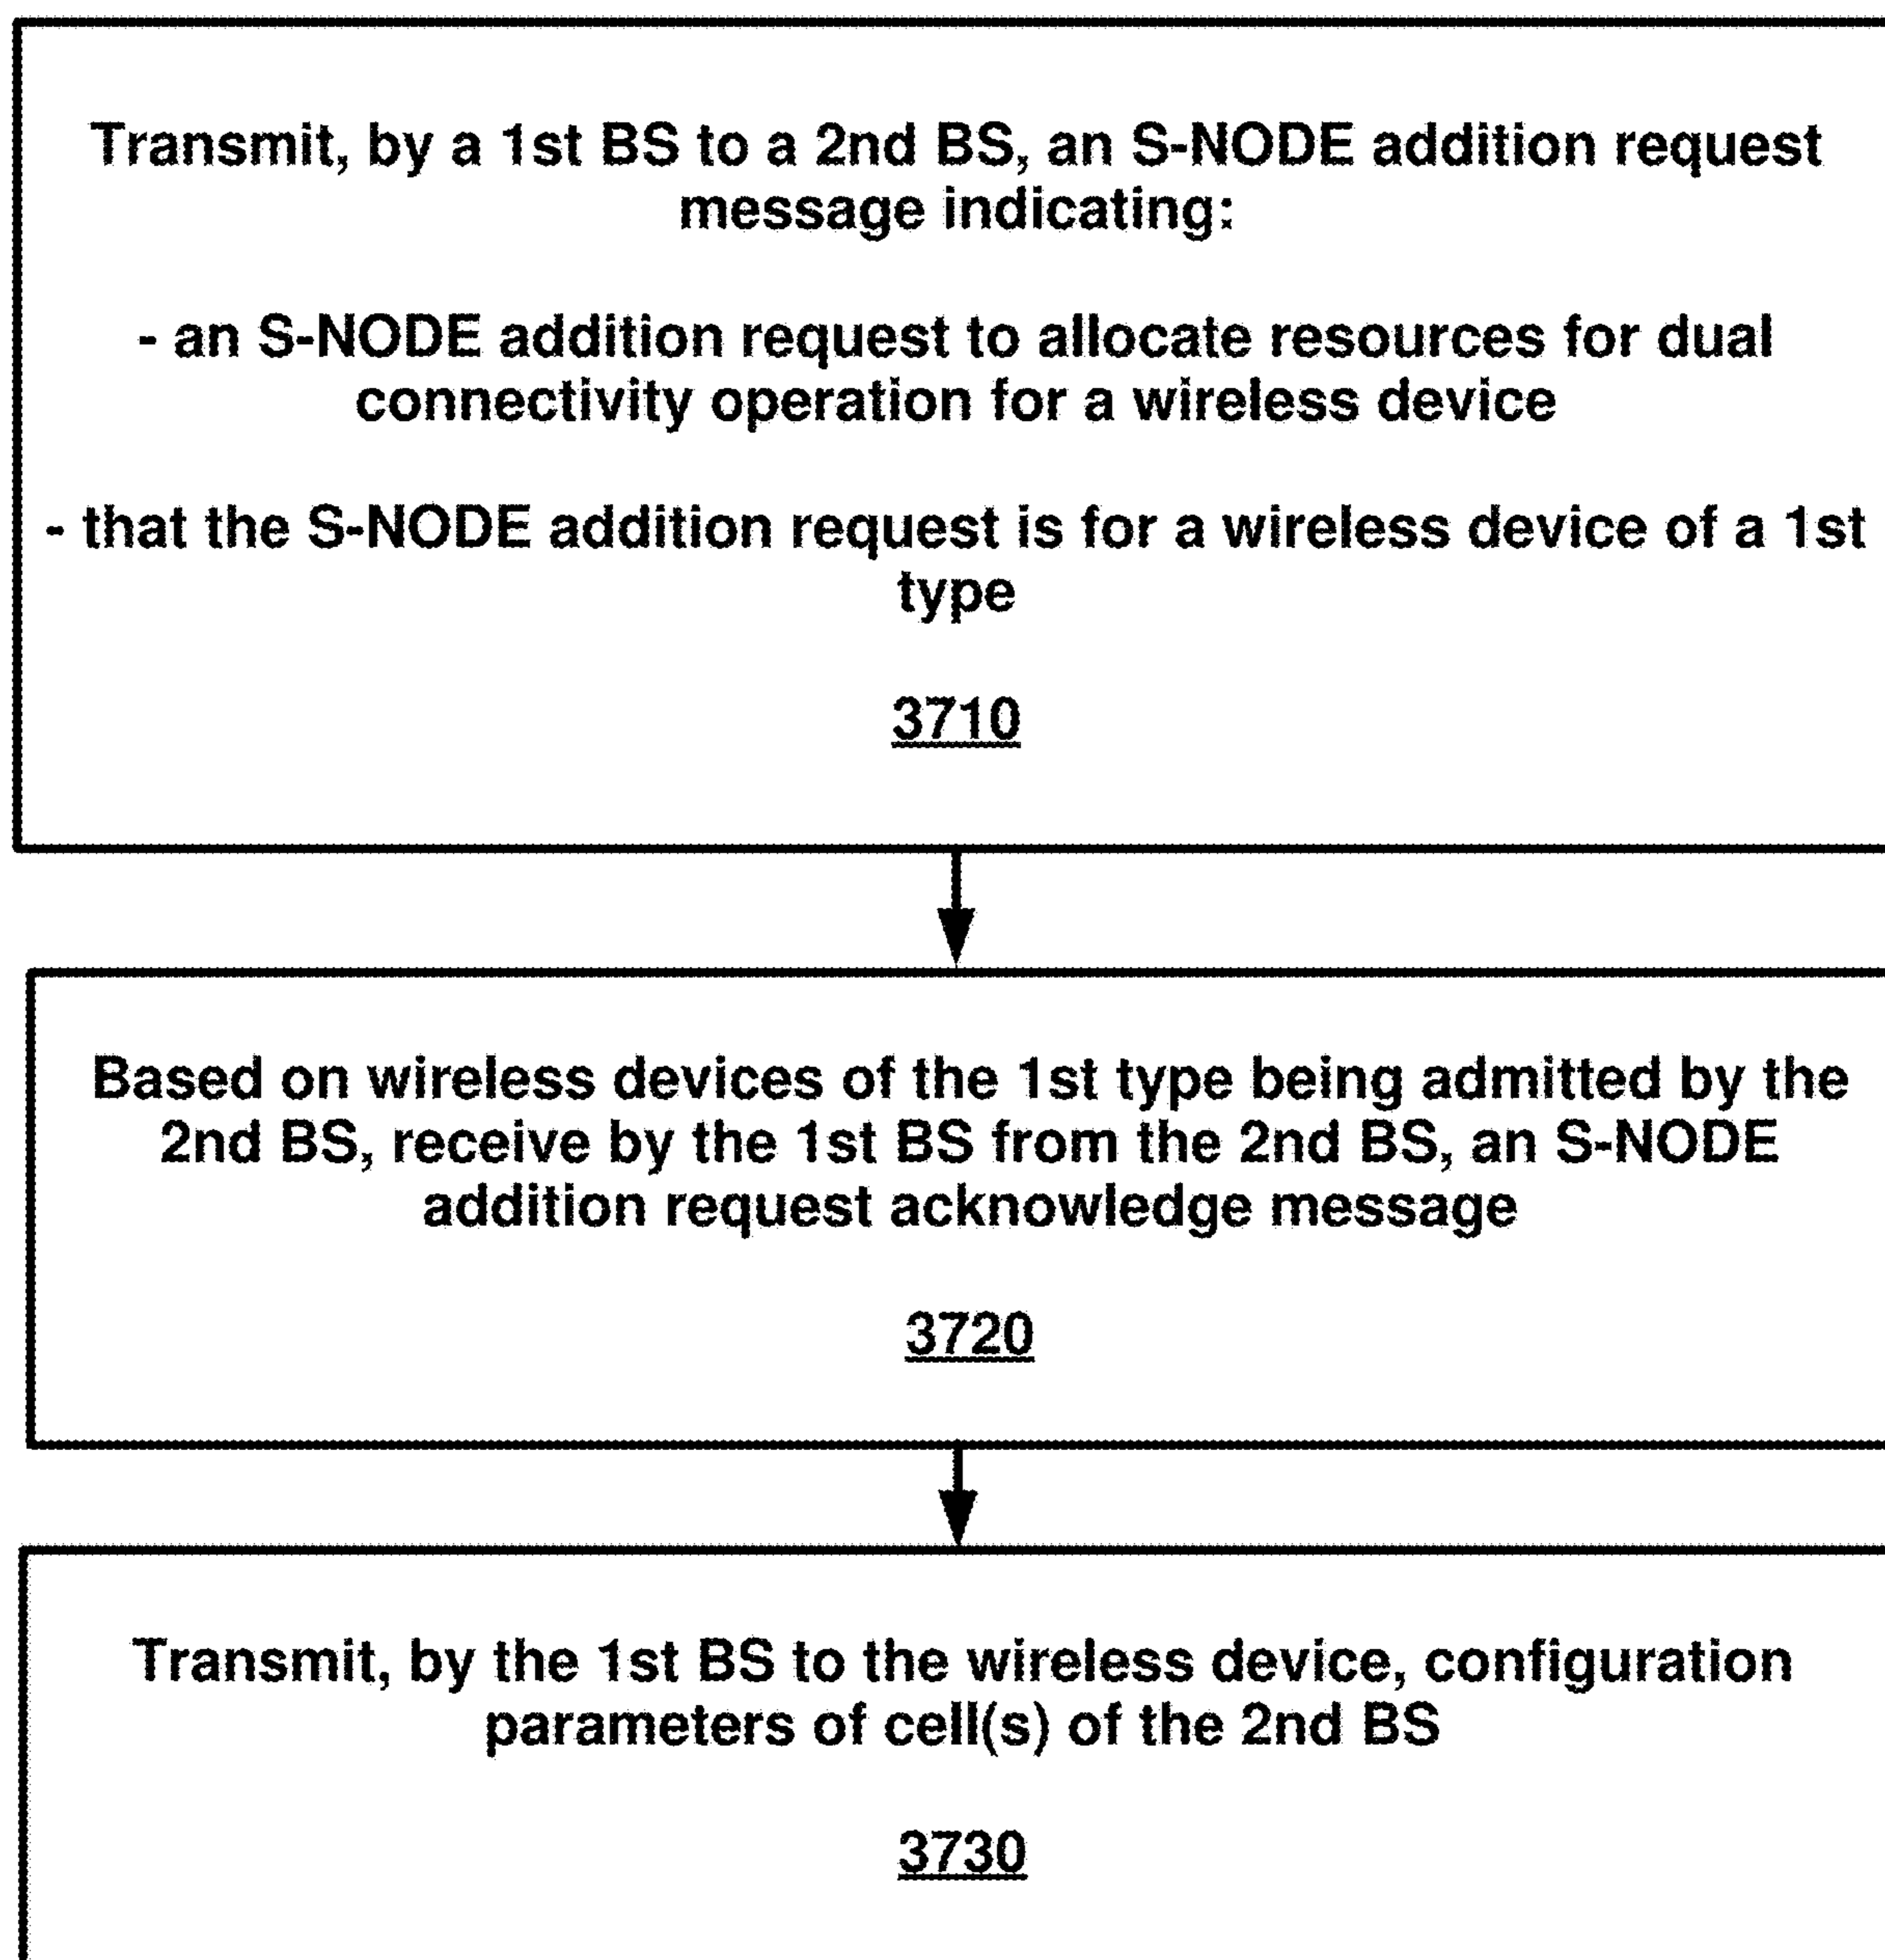 Transmit, by a 1st BS to a 2nd BS, an S-NODE addition request
message indicating:
- an S-NODE addition request to allocate resources for dual
connectivity operation for a wireless device
- that the S-NODE addition request is for a wireless device of a 1st
type
3710
Based on wireless devices of the 1st type being admitted by the
2nd BS, receive by the 1st BS from the 2nd BS, an S-NODE
addition request acknowledge message
3720
Transmit, by the 1st BS to the wireless device, configuration
parameters of cell(s) of the 2nd BS
3730